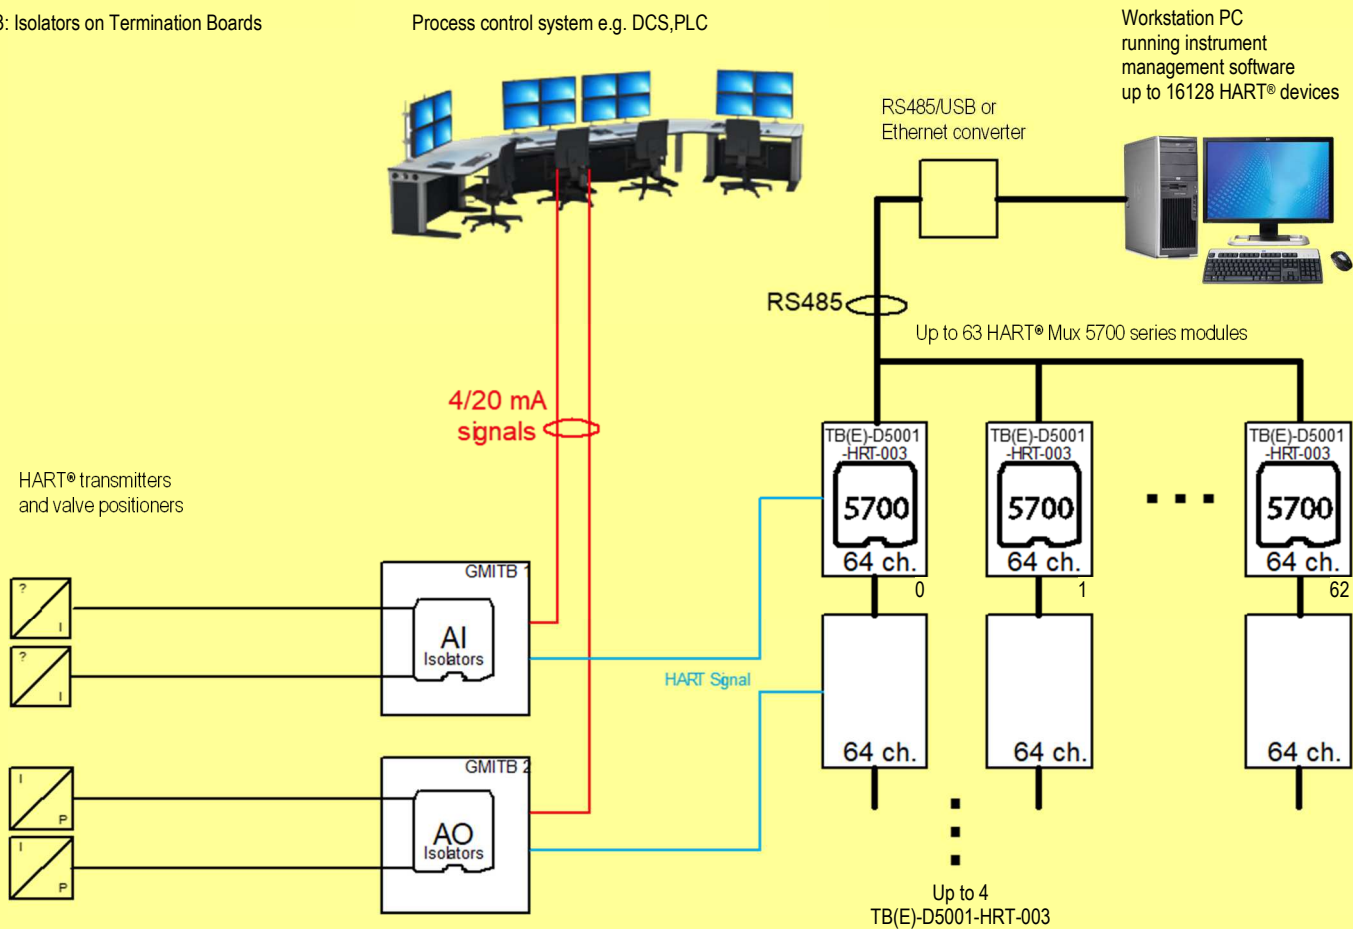 3: Isolators on Termination Boards
Process control system e.g. DCS,PLC
Workstation PC
running instrument
management software
up to 16128 HART® devices
RS485/USB or
Ethernet converter
RS485
Up to 63 HART® Mux 5700 series modules
4/20 mA
signals
TB(E)-D5001
-HRT-003
5700
64 ch.
0
TB(E)-D5001
-HRT-003
5700
64 ch.
1
TB(E)-D5001
-HRT-003
5700
64 ch.
62
HART® transmitters
and valve positioners
? I
? I
GMITB 1
AI
Isolators
HART Signal
64 ch.
64 ch.
64 ch.
I P
I P
GMITB 2
AO
Isolators
Up to 4
TB(E)-D5001-HRT-003